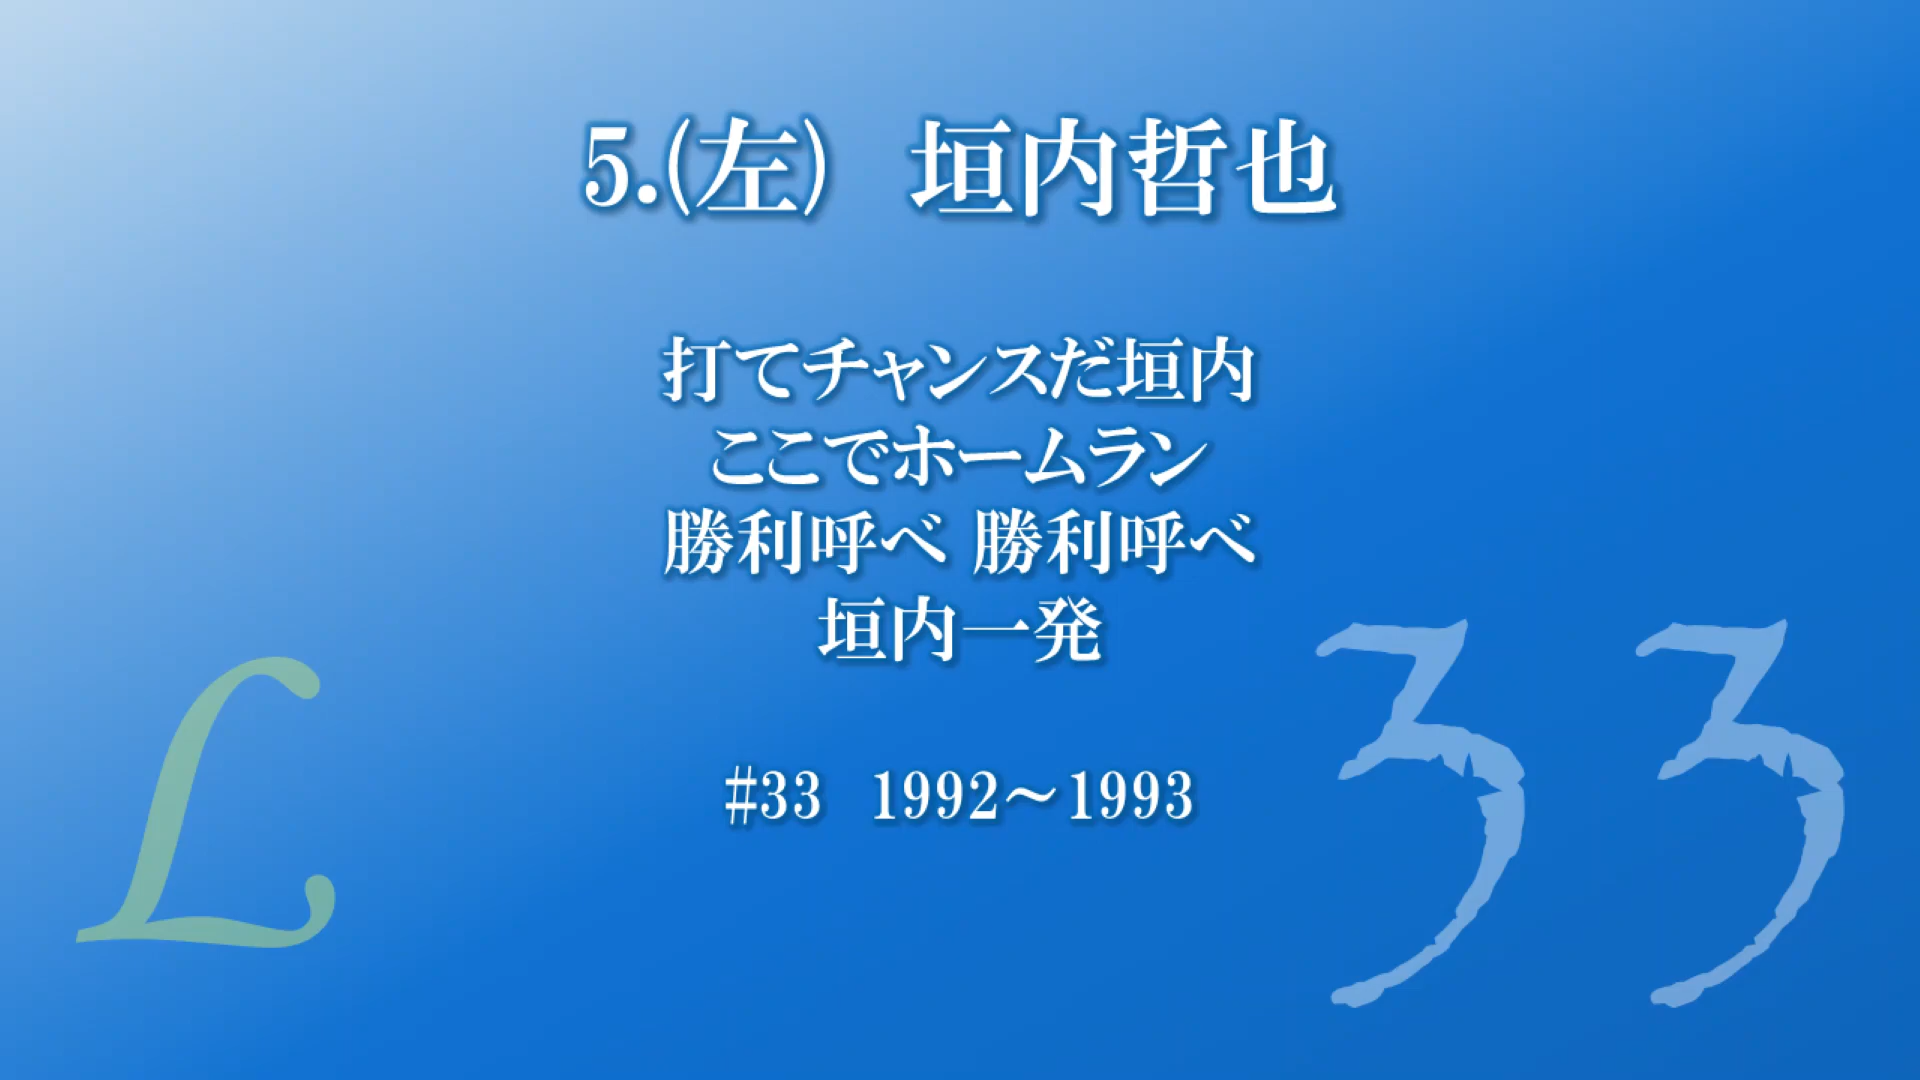 5.(左) 垣内哲也
打てチャンスだ垣内
ここでホームラン
勝利呼べ 勝利呼べ
垣内一発
#33 1992～1993
L
33